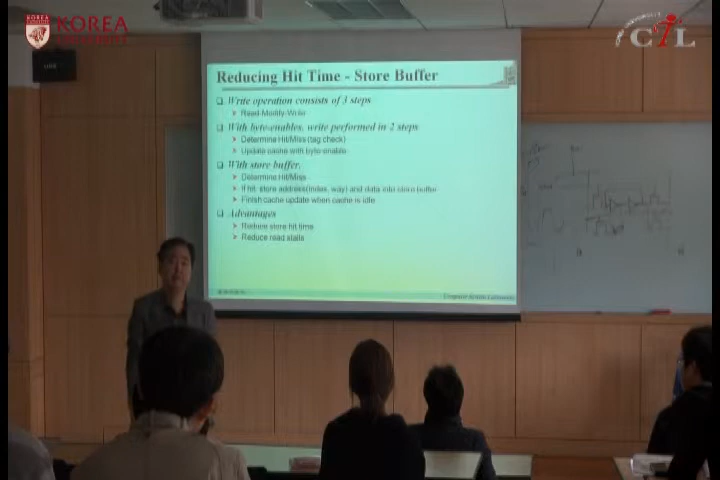 KOREA
UNIVERSITY
CTL
Reducing Hit Time - Store Buffer
Write operation consists of 3 steps
Read-Modify-Write
With byte-enables, write performed in 2 steps
Determine Hit/Miss (tag check)
Update cache with byte-enable
With store buffer,
Determine Hit/Miss
If hit, store address(index, way) and data into store buffer
Finish cache update when cache is idle
Advantages
Reduce store hit time
Reduce read stalls